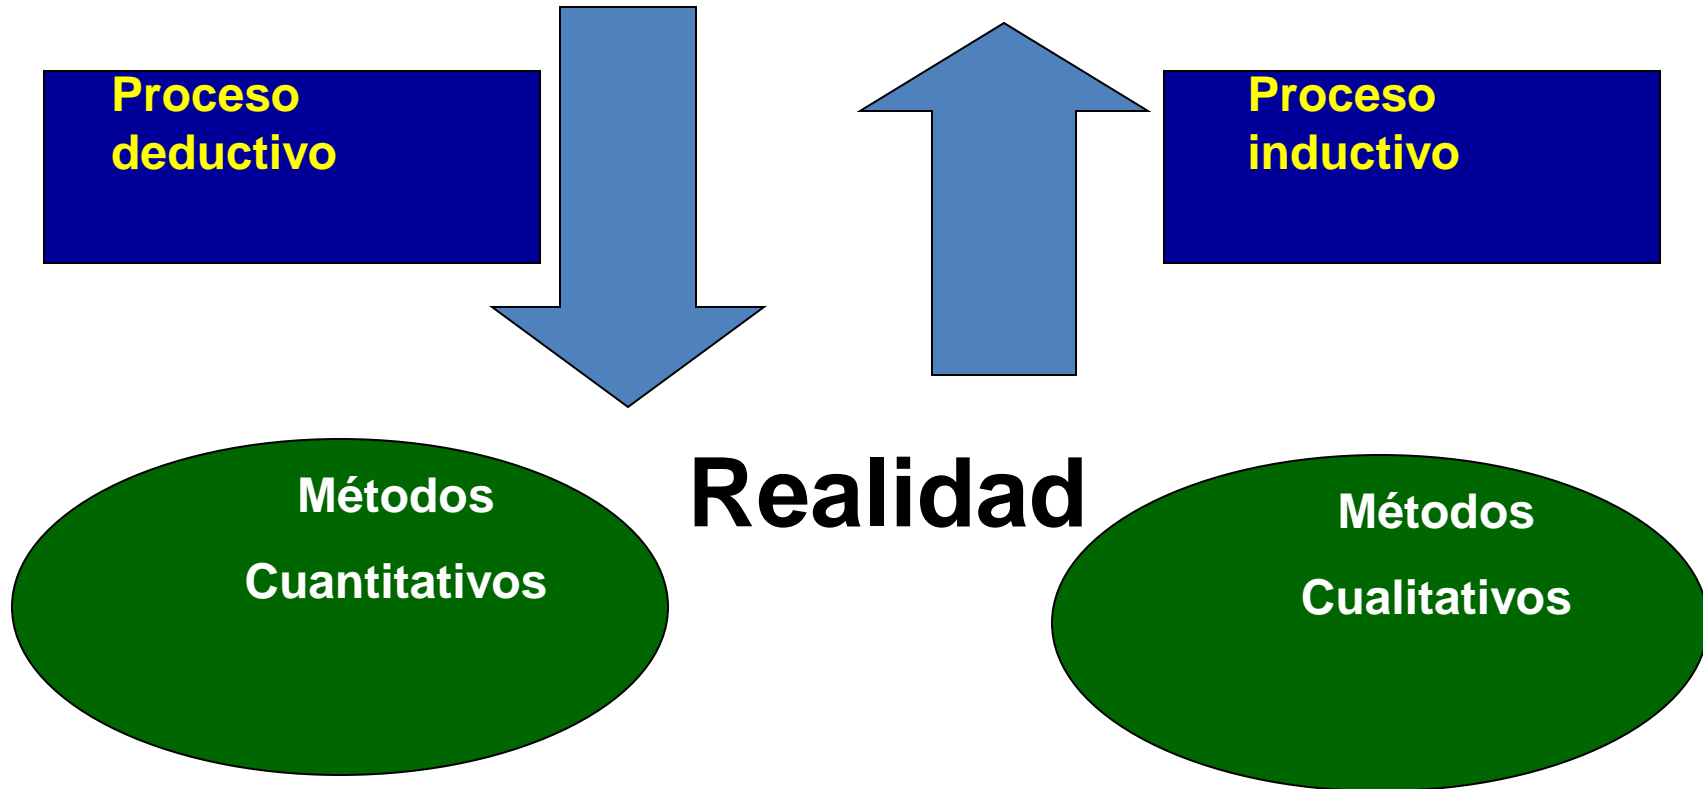 Proceso
deductivo
Proceso
inductivo
Realidad
Métodos
Cuantitativos
Métodos
Cualitativos